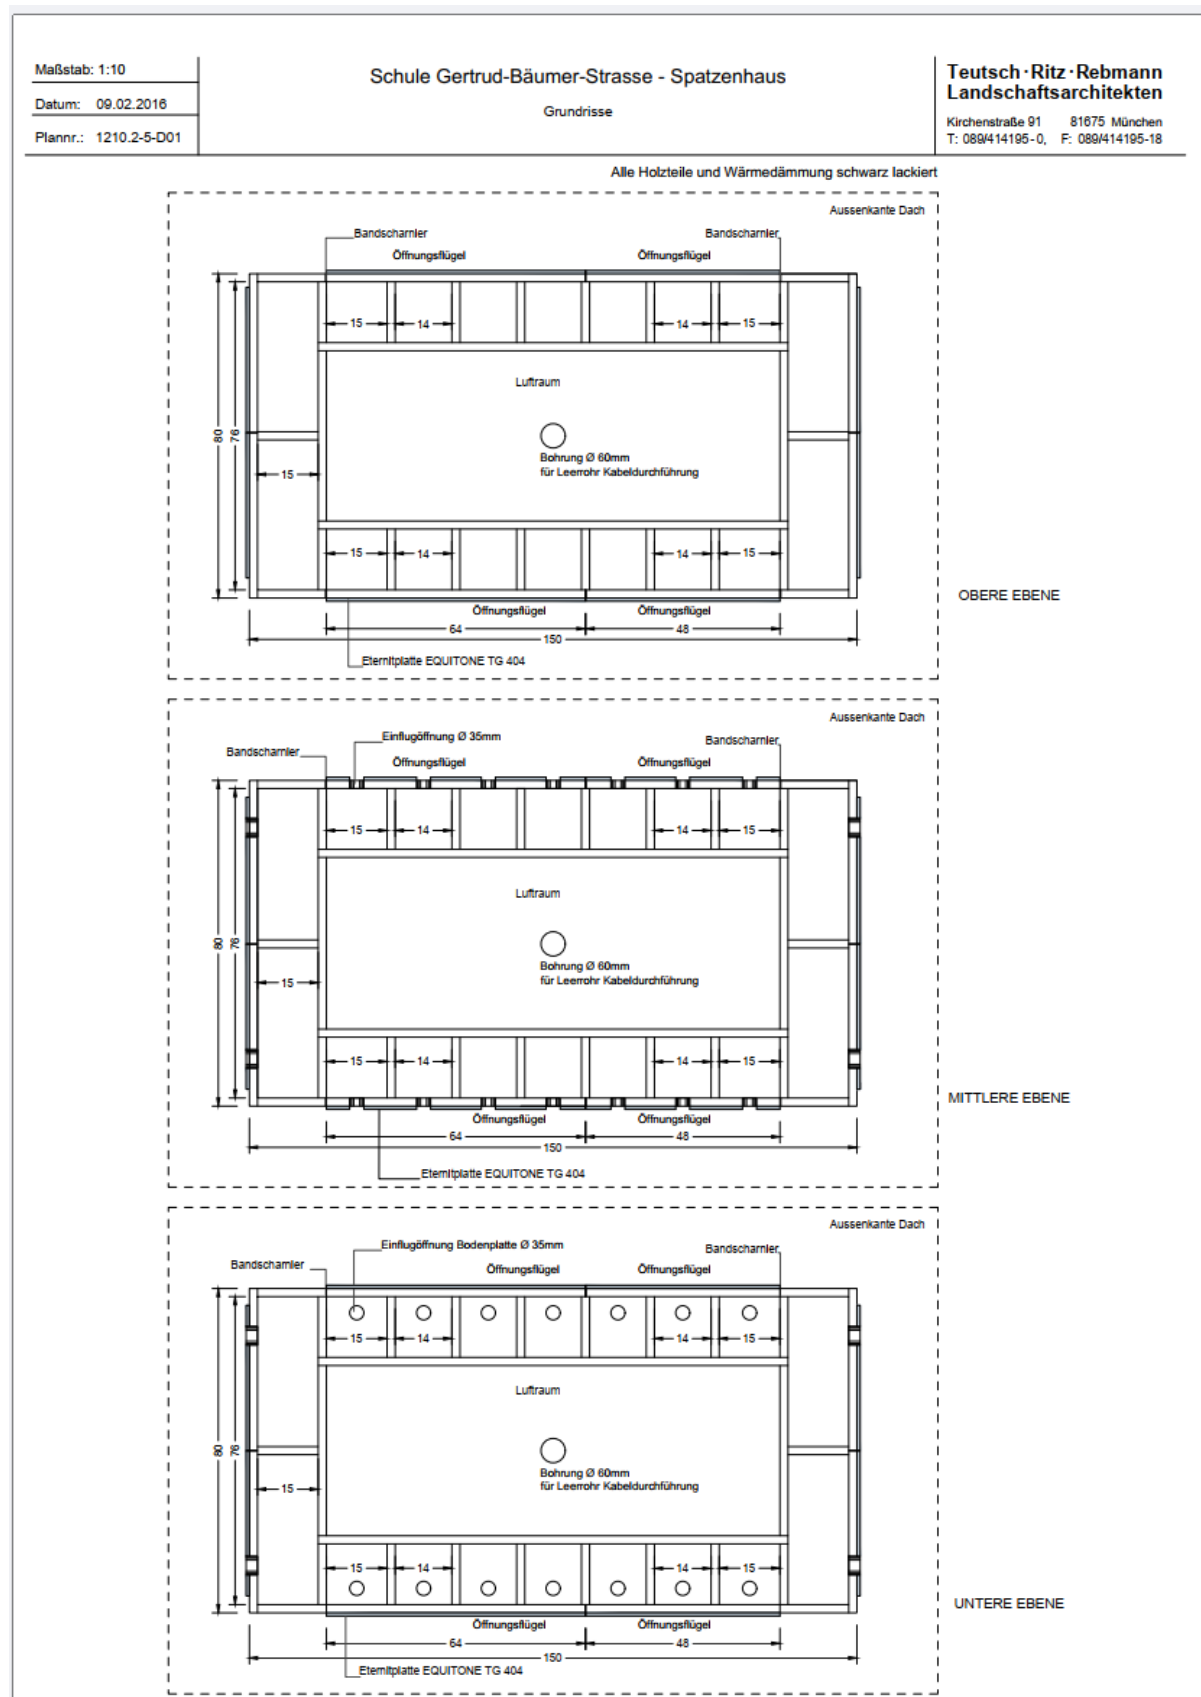 Maßstab: 1:10
Datum: 09.02.2016
Plannr.: 1210.2-5-D01
Schule Gertrud-Bäumer-Strasse - Spatzenhaus
Grundrisse
Teutsch·Ritz·Rebmann
Landschaftsarchitekten
Kirchenstraße 91 81675 München
T: 089/414195-0, F: 089/414195-18
Alle Holzteile und Wärmedämmung schwarz lackiert
Aussenkante Dach
Bandscharnier Bandscharnier
Öffnungsflügel Öffnungsflügel
15 14 14 15
Luftraum
80 76
Bohrung Ø 60mm
für Leerrohr Kabeldurchführung
15
15 14 14 15
OBERE EBENE
Öffnungsflügel Öffnungsflügel
64 48
150
Eternitplatte EQUITONE TG 404
Aussenkante Dach
Einflugöffnung Ø 35mm
Bandscharnier Bandscharnier
Öffnungsflügel Öffnungsflügel
15 14 14 15
Luftraum
80 76
Bohrung Ø 60mm
für Leerrohr Kabeldurchführung
15
15 14 14 15
MITTLERE EBENE
Öffnungsflügel Öffnungsflügel
64 48
150
Eternitplatte EQUITONE TG 404
Aussenkante Dach
Einflugöffnung Bodenplatte Ø 35mm
Bandscharnier Bandscharnier
Öffnungsflügel Öffnungsflügel
15 14 14 15
Luftraum
80 76
Bohrung Ø 60mm
für Leerrohr Kabeldurchführung
15
15 14 14 15
UNTERE EBENE
Öffnungsflügel Öffnungsflügel
64 48
150
Eternitplatte EQUITONE TG 404